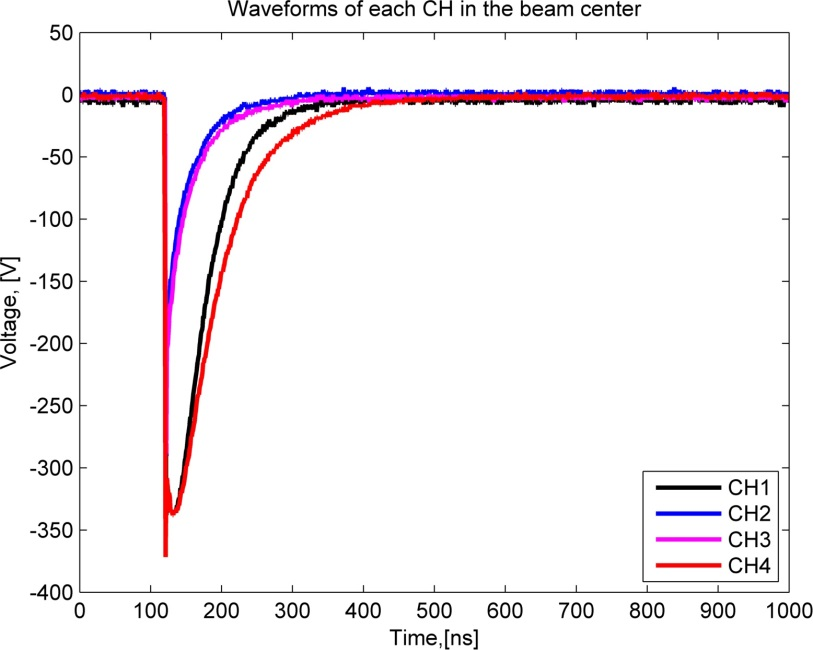 Waveforms of each CH in the beam center
50
0
-50
-100
-150
-200
-250
-300
-350
-400
Voltage, [V]
0 100 200 300 400 500 600 700 800 900 1000
Time,[ns]
CH1
CH2
CH3
CH4